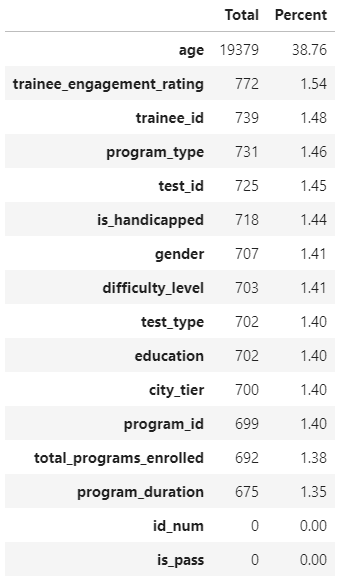 Total Percent
age 19379 38.76
trainee_engagement_rating 772 1.54
trainee_id 739 1.48
program_type 731 1.46
test_id 725 1.45
is_handicapped 718 1.44
gender 707 1.41
difficulty_level 703 1.41
test_type 702 1.40
education 702 1.40
city_tier 700 1.40
program_id 699 1.40
total_programs_enrolled 692 1.38
program_duration 675 1.35
id_num 0 0.00
is_pass 0 0.00